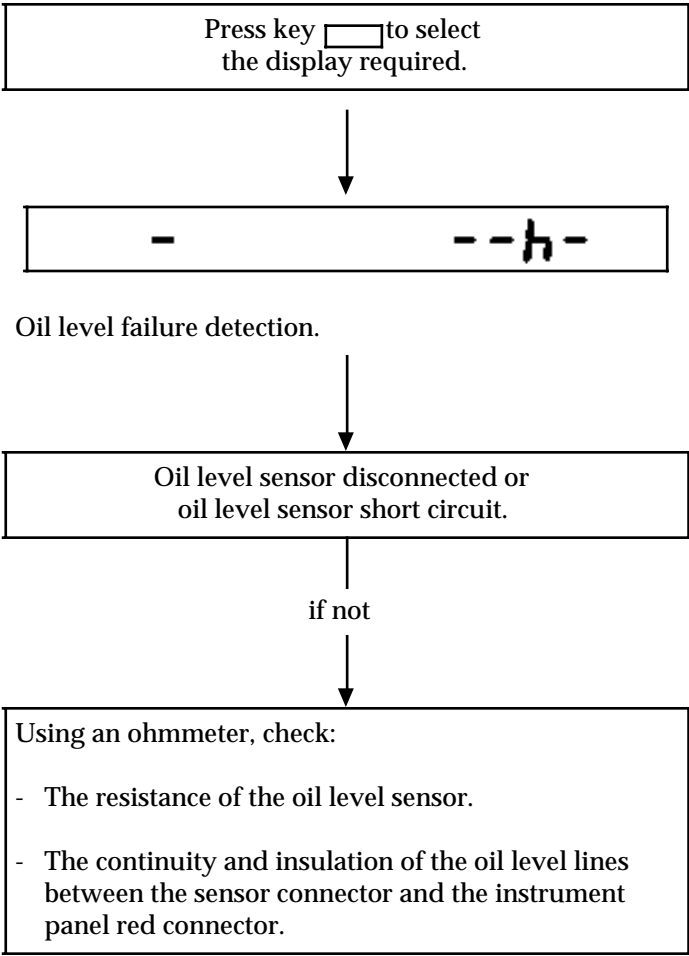 Press key to select
the display required.
- - - h -
Oil level failure detection.
Oil level sensor disconnected or
oil level sensor short circuit.
if not
Using an ohmmeter, check:
- The resistance of the oil level sensor.
- The continuity and insulation of the oil level lines
between the sensor connector and the instrument
panel red connector.